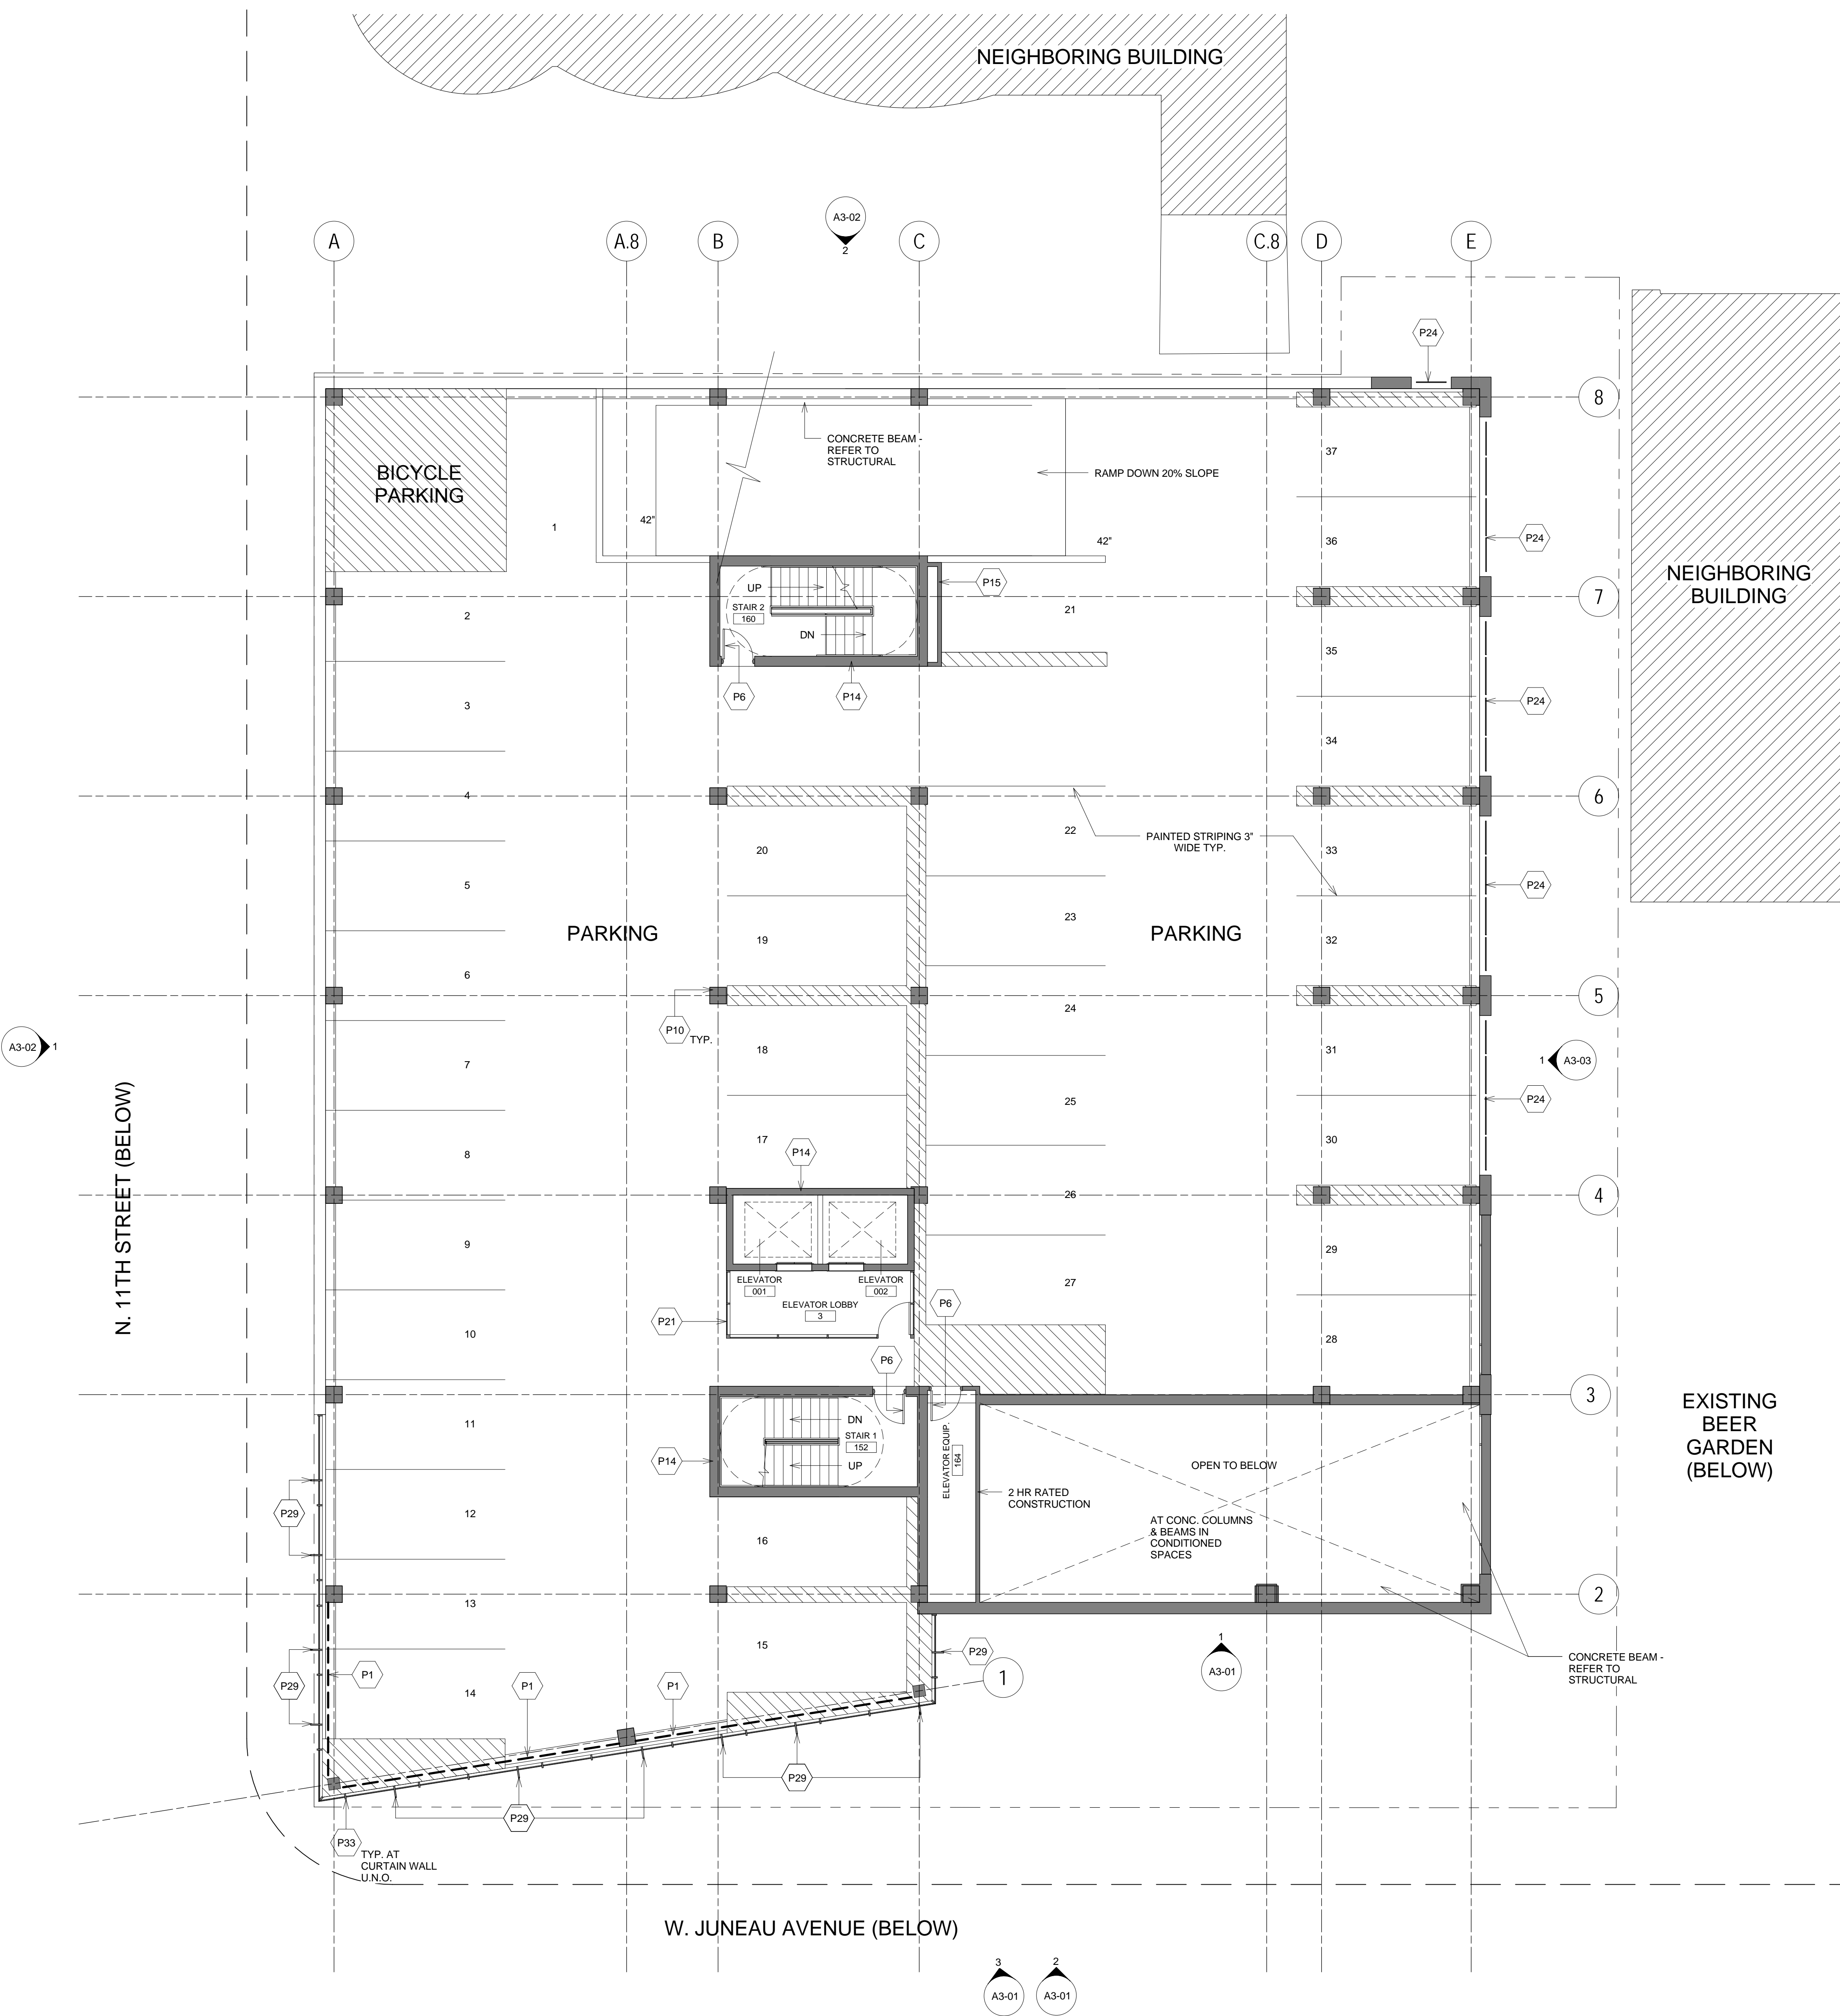 NEIGHBORING BUILDING
A3-02
2
A
A.8
B
C
C.8
D
E
P24
8
CONCRETE BEAM -
REFER TO
STRUCTURAL
RAMP DOWN 20% SLOPE
37
BICYCLE
PARKING
1
42"
42"
36
P24
NEIGHBORING
BUILDING
UP
STAIR 2
160
DN
P15
7
2
21
35
P6
P14
3
34
P24
4
6
PAINTED STRIPING 3"
WIDE TYP.
20
22
33
5
P24
23
PARKING
PARKING
19
32
6
5
P10
TYP.
24
18
31
A3-02
1
1
A3-03
7
25
P24
N. 11TH STREET (BELOW)
17
30
P14
8
26
4
9
29
ELEVATOR
001
ELEVATOR
002
27
ELEVATOR LOBBY
3
P21
P6
10
28
P6
3
EXISTING
BEER
GARDEN
(BELOW)
11
DN
STAIR 1
152
UP
P14
ELEVATOR EQUIP.
164
OPEN TO BELOW
2 HR RATED
CONSTRUCTION
P29
12
AT CONC. COLUMNS
& BEAMS IN
CONDITIONED
SPACES
16
2
13
15
P29
P1
P29
14
P1
P1
1
1
A3-01
CONCRETE BEAM -
REFER TO
STRUCTURAL
P29
P29
P33
TYP. AT
CURTAIN WALL
U.N.O.
W. JUNEAU AVENUE (BELOW)
3
A3-01
2
A3-01